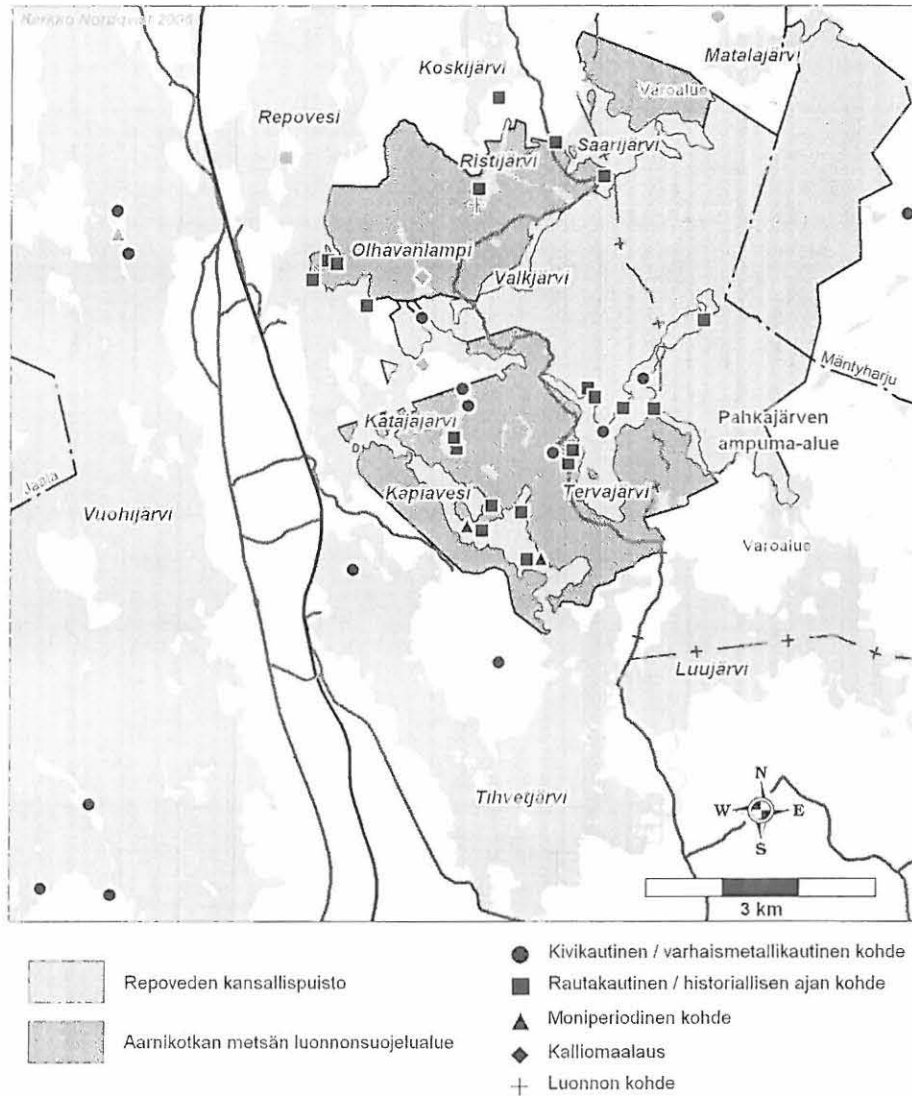 Kerkko Nordqvist 2006
Matalajärvi
Koskijärvi
Varoalue
Repovesi
Saarijärvi
Ristijärvi
Olhavanlampi
Valkjärvi
Mäntyharju
Katajajärvi
Pahkajärven
ampuma-alue
Jaala
Kapiavesi
Tervajärvi
Vuohijärvi
Varoalue
Luujärvi
Tihvetjärvi
N
W E
S
3 km
Repoveden kansallispuisto
Aarnikotkan metsän luonnonsuojelualue
Kivikautinen / varhaismetallikautinen kohde
Rautakautinen / historiallisen ajan kohde
Moniperiodinen kohde
Kalliomaalaus
Luonnon kohde